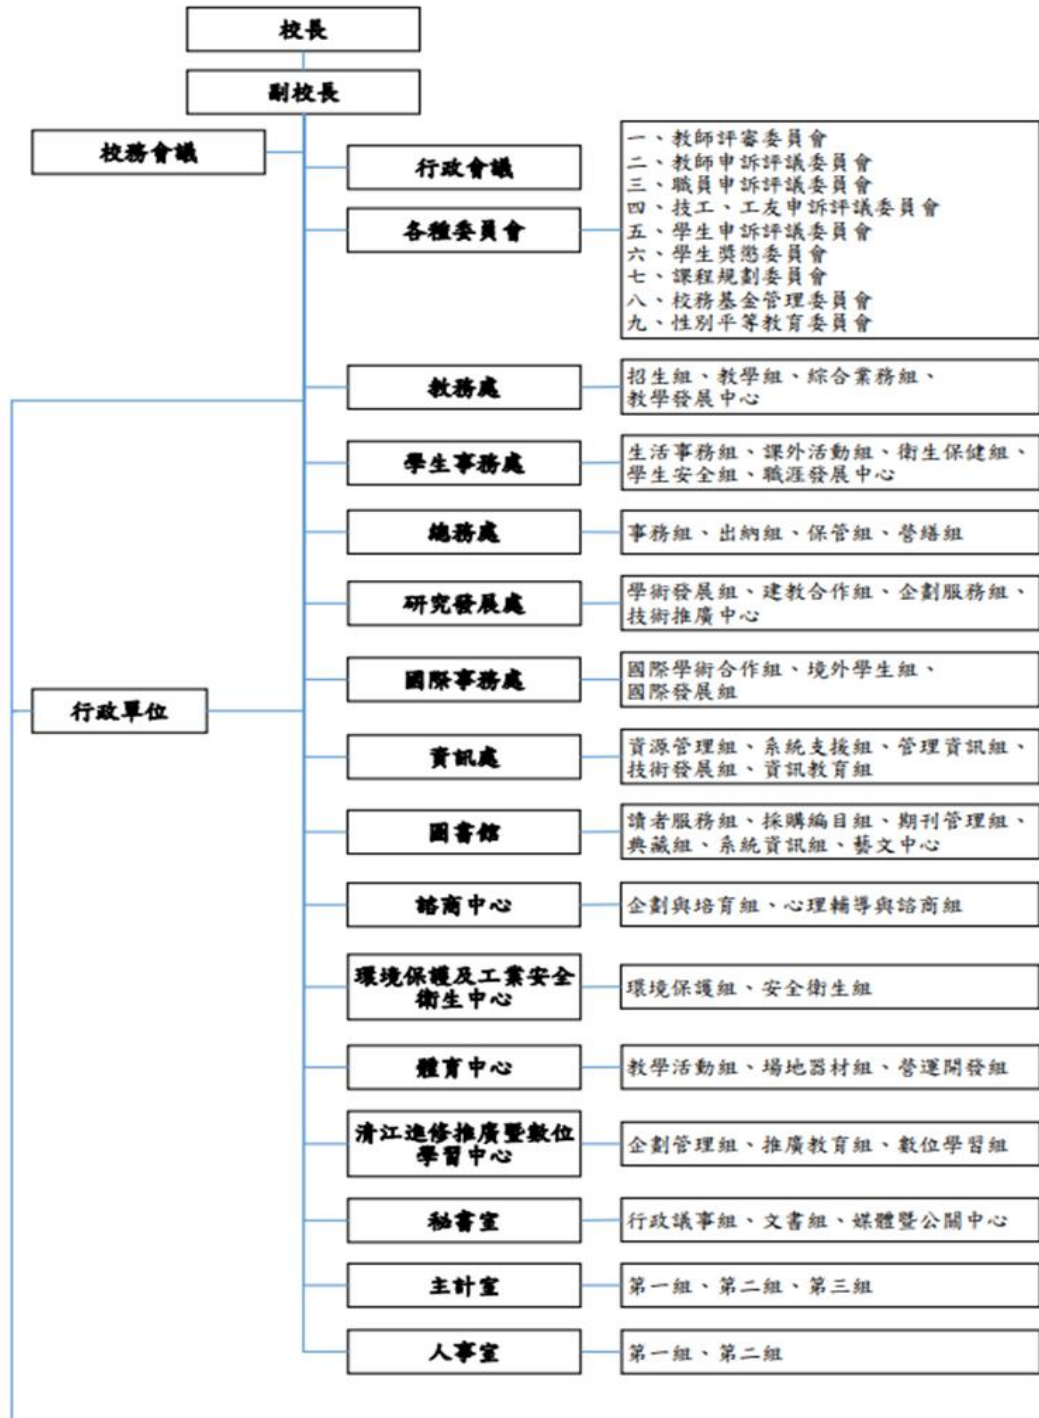 校長
副校長
校務會議
行政會議
各種委員會
一、教師評審委員會
二、教師申訴評議委員會
三、職員申訴評議委員會
四、技工、工友申訴評議委員會
五、學生申訴評議委員會
六、學生獎懲委員會
七、課程規劃委員會
八、校務基金管理委員會
九、性別平等教育委員會
行政單位
教務處
招生組、教學組、綜合業務組、
教學發展中心
學生事務處
生活事務組、課外活動組、衛生保健組、
學生安全組、職涯發展中心
總務處
事務組、出納組、保管組、營繕組
研究發展處
學術發展組、建教合作組、企劃服務組、
技術推廣中心
國際事務處
國際學術合作組、境外學生組、
國際發展組
資訊處
資源管理組、系統支援組、管理資訊組、
技術發展組、資訊教育組
圖書館
讀者服務組、採購編目組、期刊管理組、
典藏組、系統資訊組、藝文中心
諮商中心
企劃與培育組、心理輔導與諮商組
環境保護及工業安全
衛生中心
環境保護組、安全衛生組
體育中心
教學活動組、場地器材組、營運開發組
清江進修推廣暨數位
學習中心
企劃管理組、推廣教育組、數位學習組
秘書室
行政議事組、文書組、媒體暨公關中心
主計室
第一組、第二組、第三組
人事室
第一組、第二組